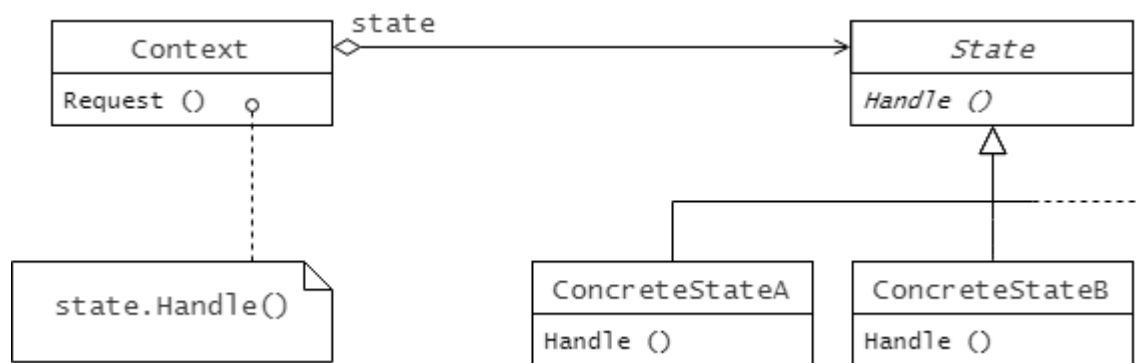 state
Context
State
Request ()
Handle ()
state.Handle()
ConcreteStateA
ConcreteStateB
Handle ()
Handle ()